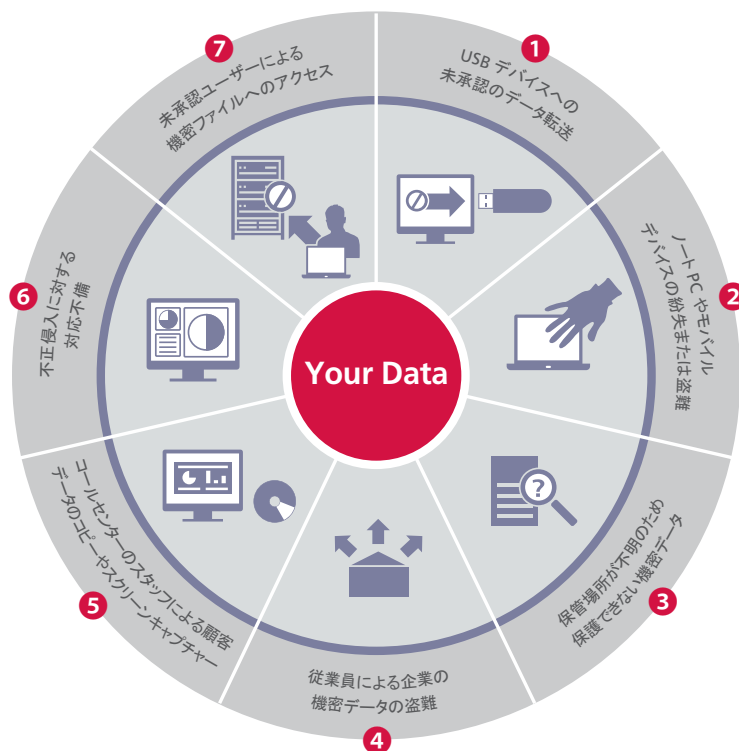 1
USB デバイスへの
未承認のデータ転送
2
ノートPC やモバイル
デバイスの紛失または盗難
3
保管場所が不明のため
保護できない機密データ
4
従業員による企業の
機密データの盗難
5
コールセンターのスタッフによる顧客
データのコピーやスクリーンキャプチャー
6
不正侵入に対する
対応不備
7
未承認ユーザーによる
機密ファイルへのアクセス
?
Your Data